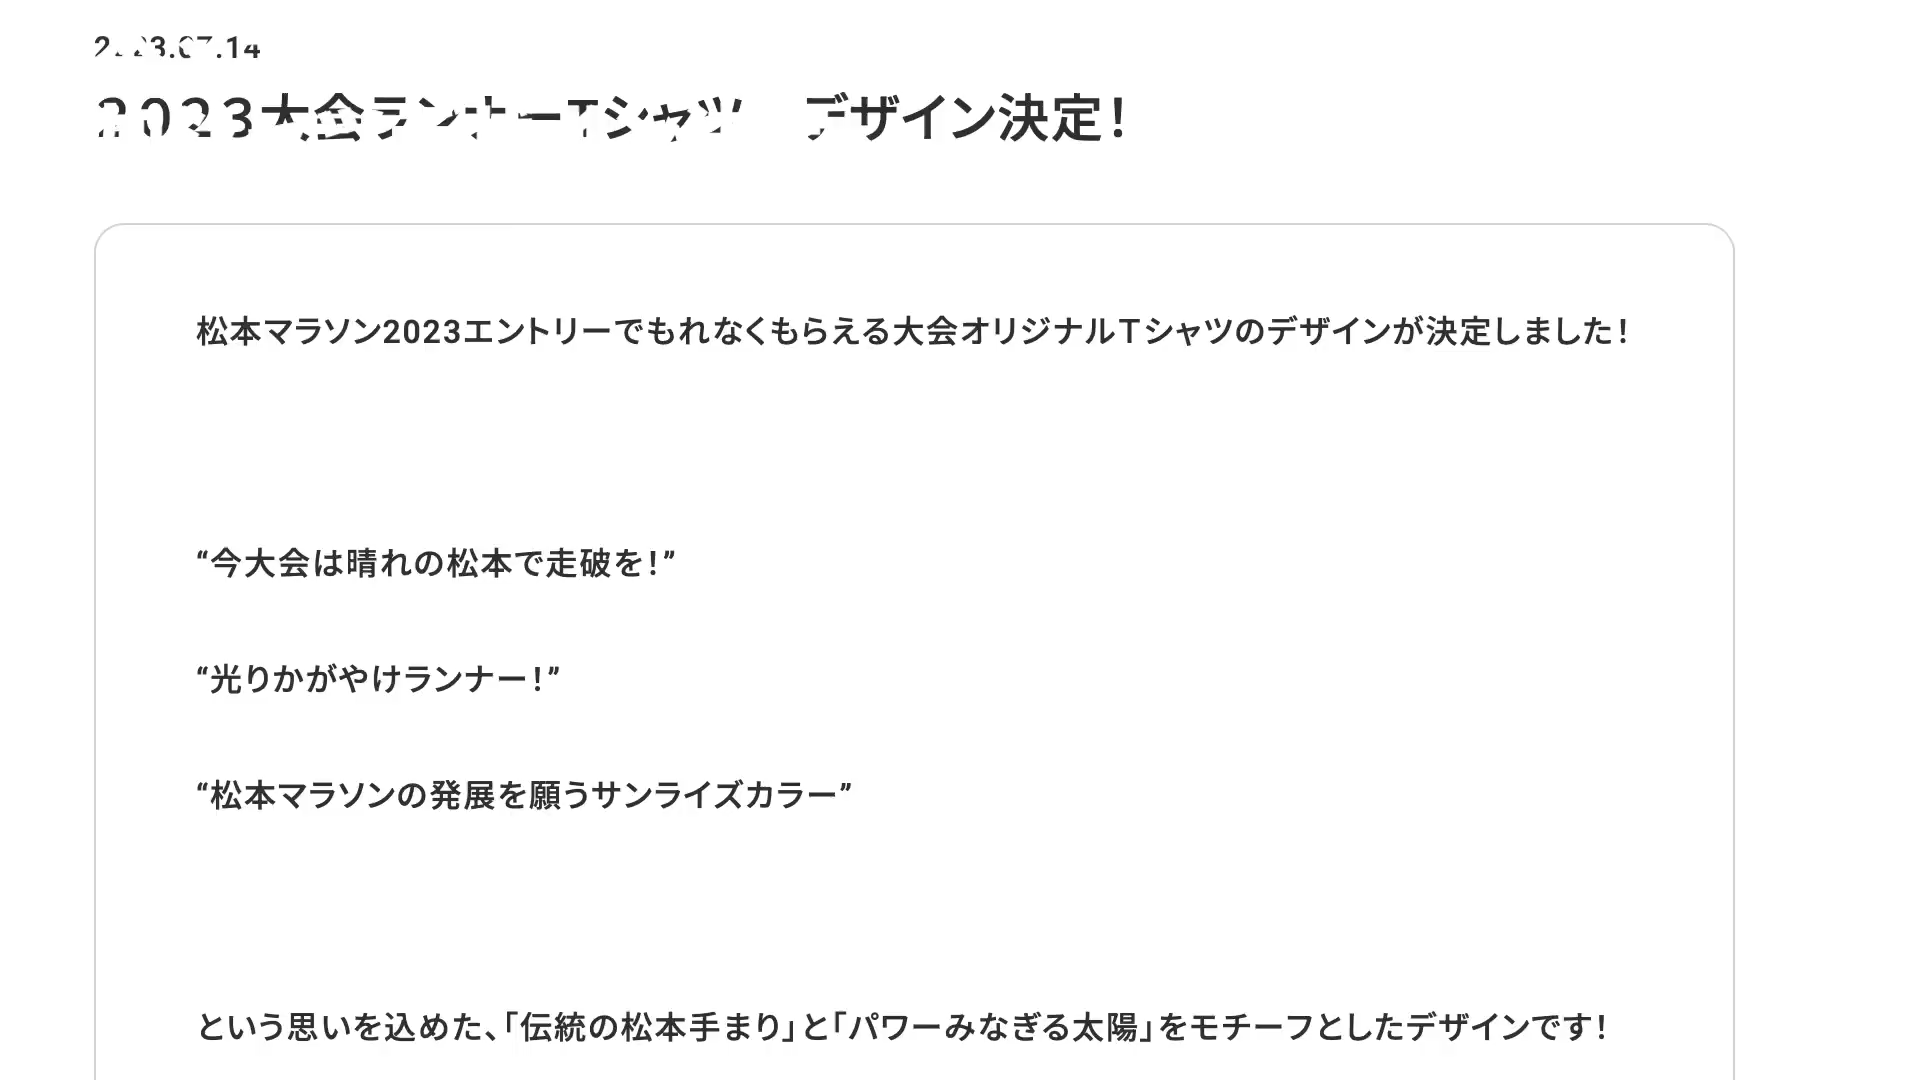 2023.07.14
２０２３大会ランナーTシャツ　デザイン決定！
松本マラソン2023エントリーでもれなくもらえる大会オリジナルＴシャツのデザインが決定しました！
“今大会は晴れの松本で走破を！”
“光りかがやけランナー！”
“松本マラソンの発展を願うサンライズカラー”
という思いを込めた、「伝統の松本手まり」と「パワーみなぎる太陽」をモチーフとしたデザインです！